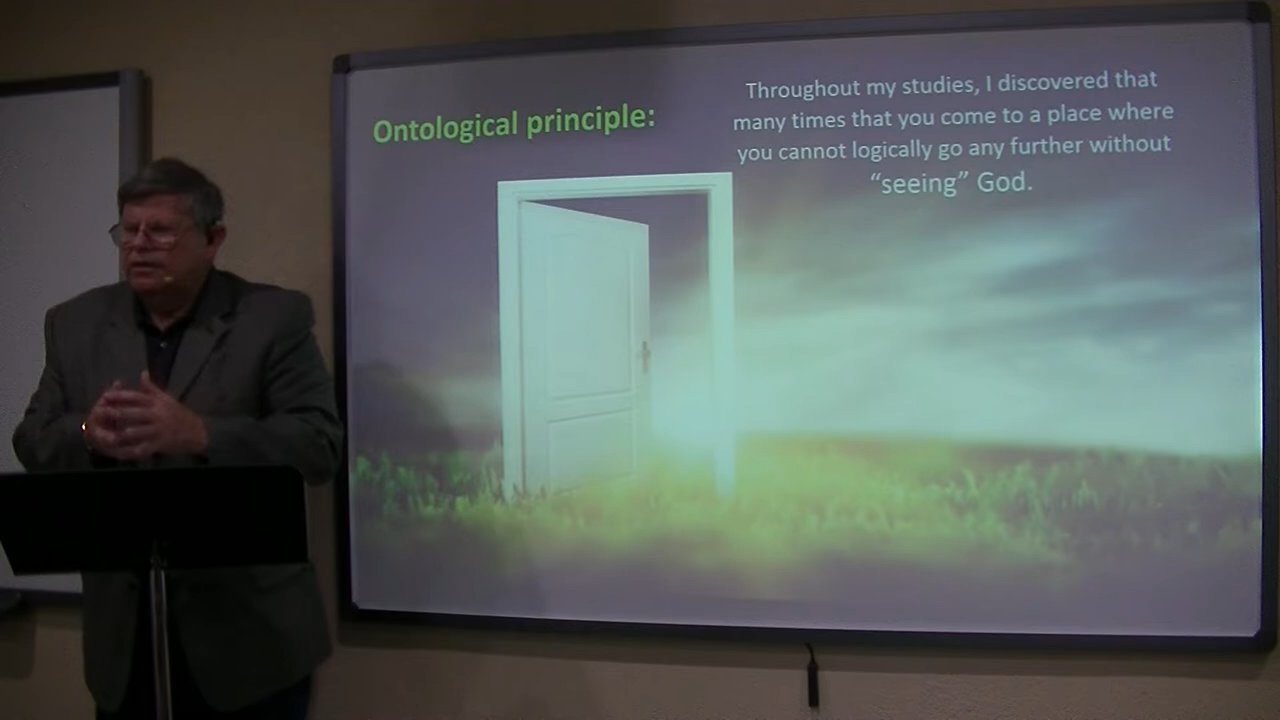 Ontological principle:
Throughout my studies, I discovered that
many times that you come to a place where
you cannot logically go any further without
“seeing” God.